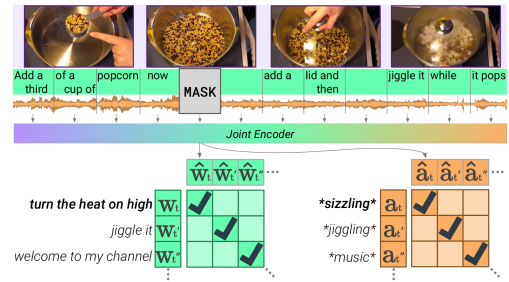 Add a third of a cup of popcorn now MASK add a lid and then jiggle it while it pops
Joint Encoder
ŵt ŵt' ŵt'' ... ât ât' ât'' ...
turn the heat on high wt *sizzling* at
jiggle it wt' *jiggling* at'
welcome to my channel wt'' *music* at''